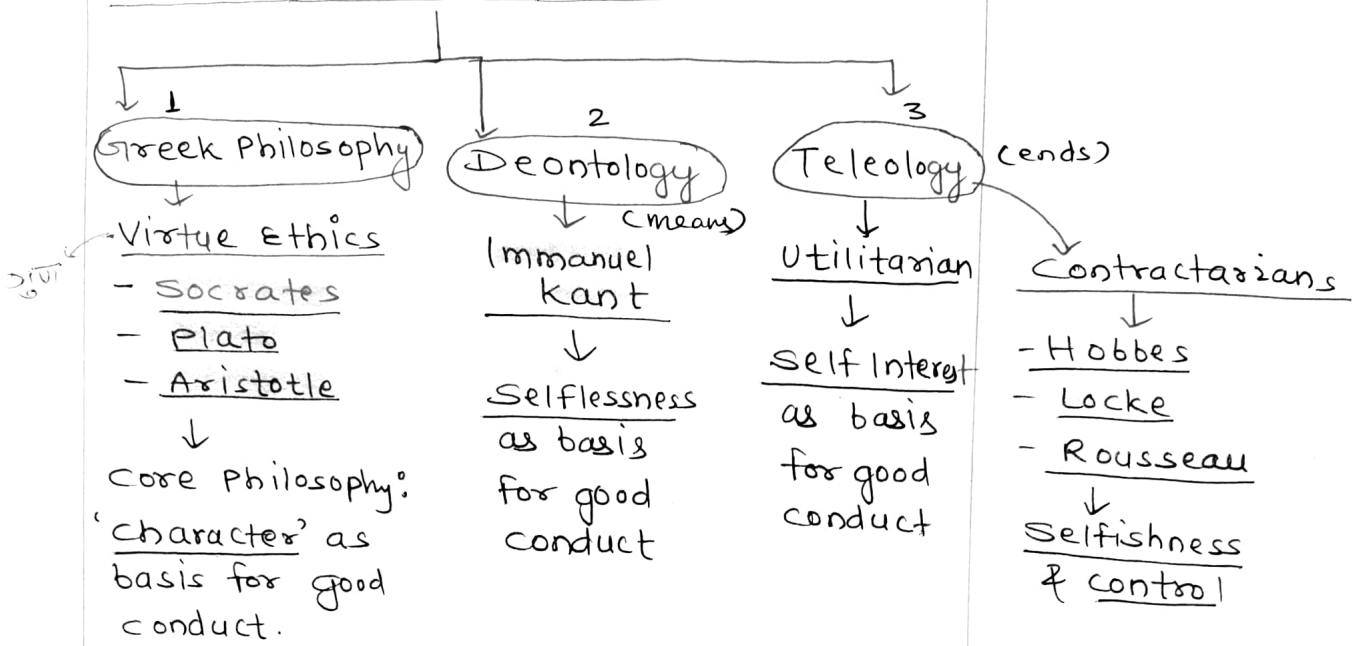 1
Greek Philosophy
Virtue Ethics
- Socrates
- Plato
- Aristotle
Core Philosophy:
'Character' as
basis for good
conduct.
2
Deontology
(means)
Immanuel
Kant
Selflessness
as basis
for good
conduct
3
Teleology
(ends)
Utilitarian
Self Interest
as basis
for good
conduct
Contractarians
- Hobbes
- Locke
- Rousseau
Selfishness
& control